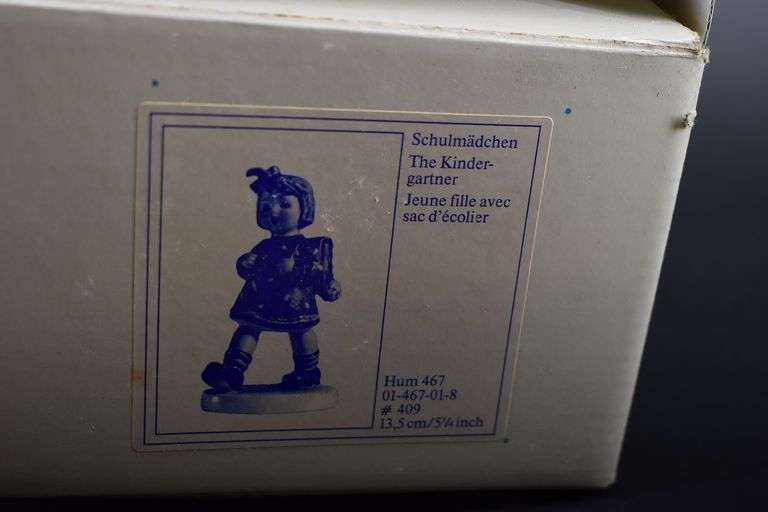 Schulmädchen
The Kinder-
gartner
Jeune fille avec
sac d'écolier
Hum 467
01-467-01-8
# 409
13,5 cm/5¼ inch